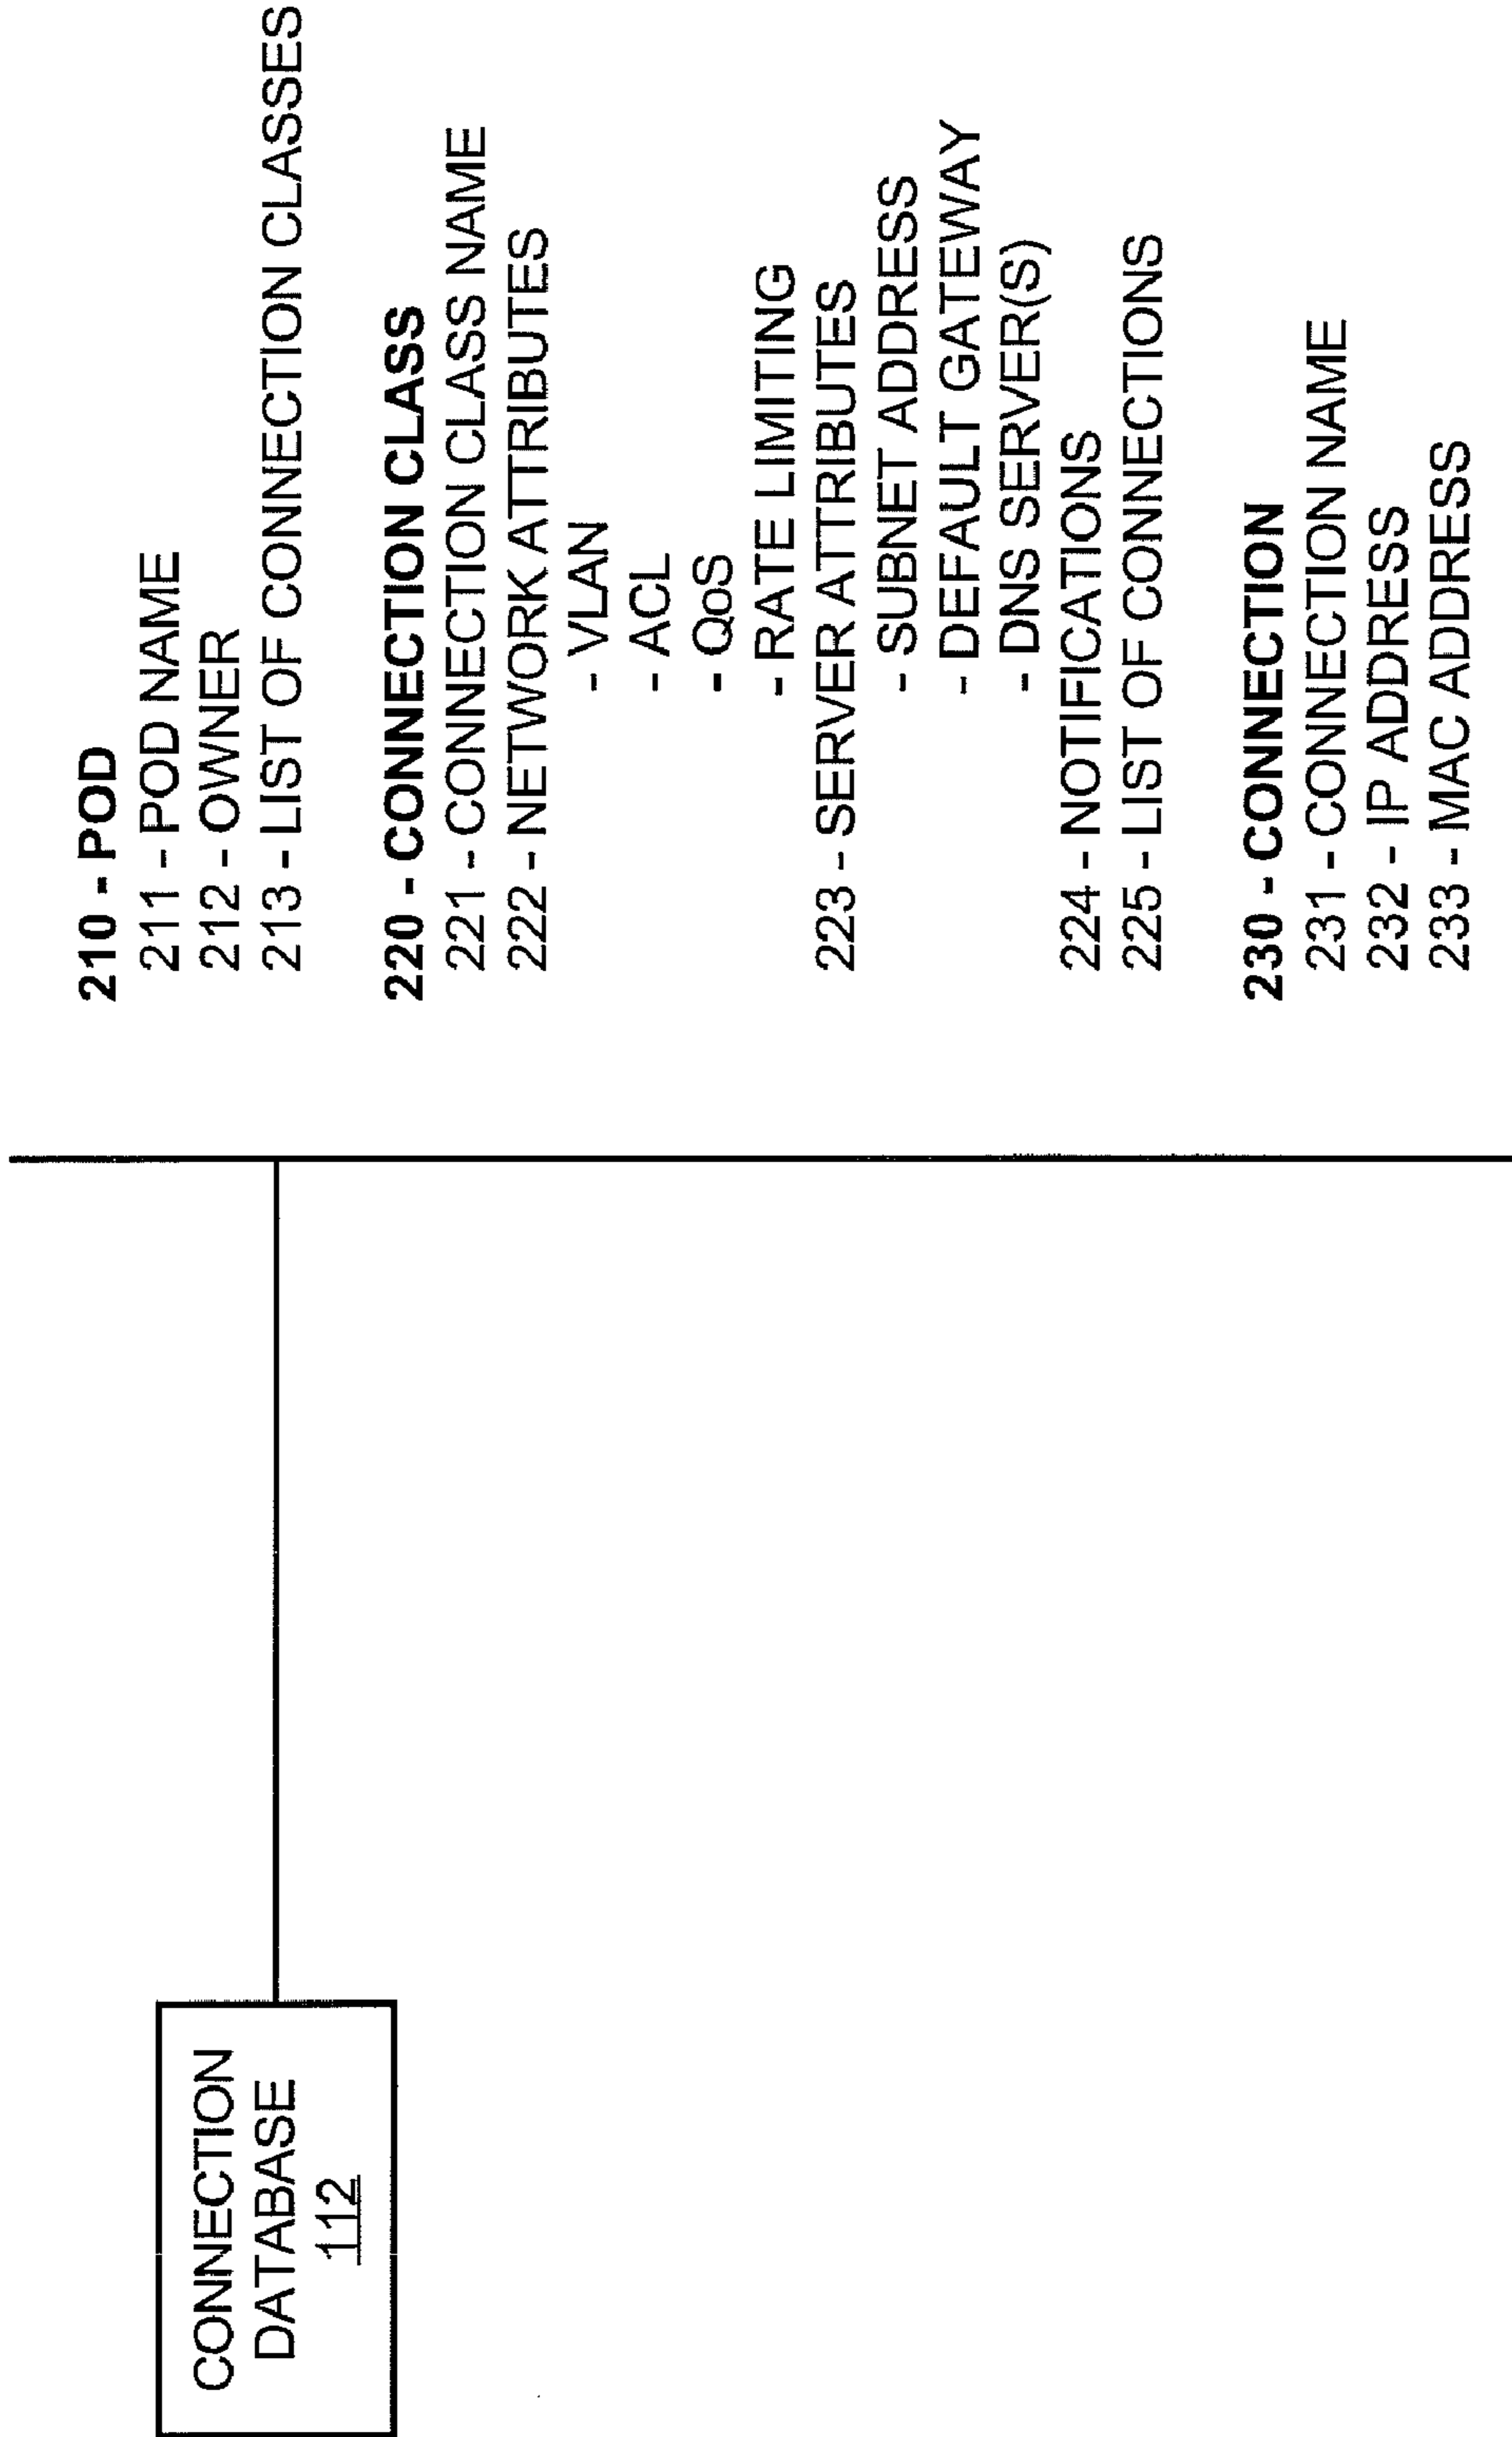 CONNECTION
DATABASE
112
210 - POD
211 - POD NAME
212 - OWNER
213 - LIST OF CONNECTION CLASSES
220 - CONNECTION CLASS
221 - CONNECTION CLASS NAME
222 - NETWORK ATTRIBUTES
- VLAN
- ACL
- QoS
- RATE LIMITING
223 - SERVER ATTRIBUTES
- SUBNET ADDRESS
- DEFAULT GATEWAY
- DNS SERVER(S)
224 - NOTIFICATIONS
225 - LIST OF CONNECTIONS
230 - CONNECTION
231 - CONNECTION NAME
232 - IP ADDRESS
233 - MAC ADDRESS